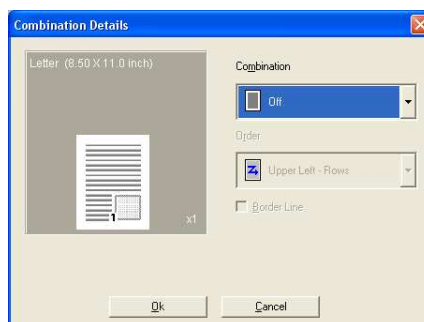 Combination Details
Letter (8.50 X 11.0 inch)
1
x1
Combination
Off
Order
Upper Left - Rows
Border Line
Ok
Cancel